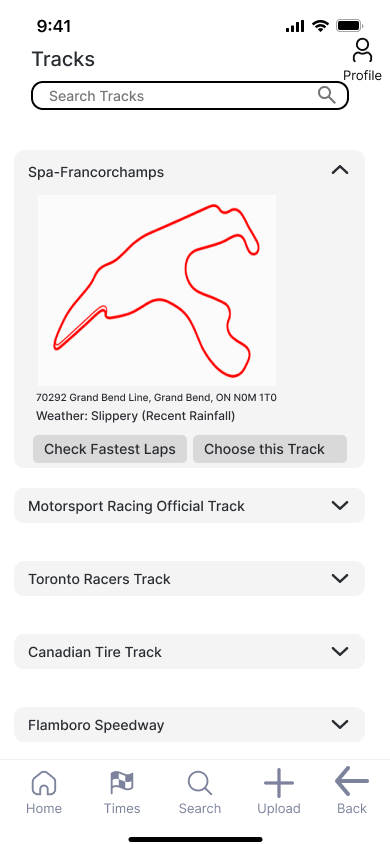 9:41
Tracks
Profile
Search Tracks
Spa-Francorchamps
70292 Grand Bend Line, Grand Bend, ON N0M 1T0
Weather: Slippery (Recent Rainfall)
Check Fastest Laps
Choose this Track
Motorsport Racing Official Track
Toronto Racers Track
Canadian Tire Track
Flamboro Speedway
Home
Times
Search
Upload
Back